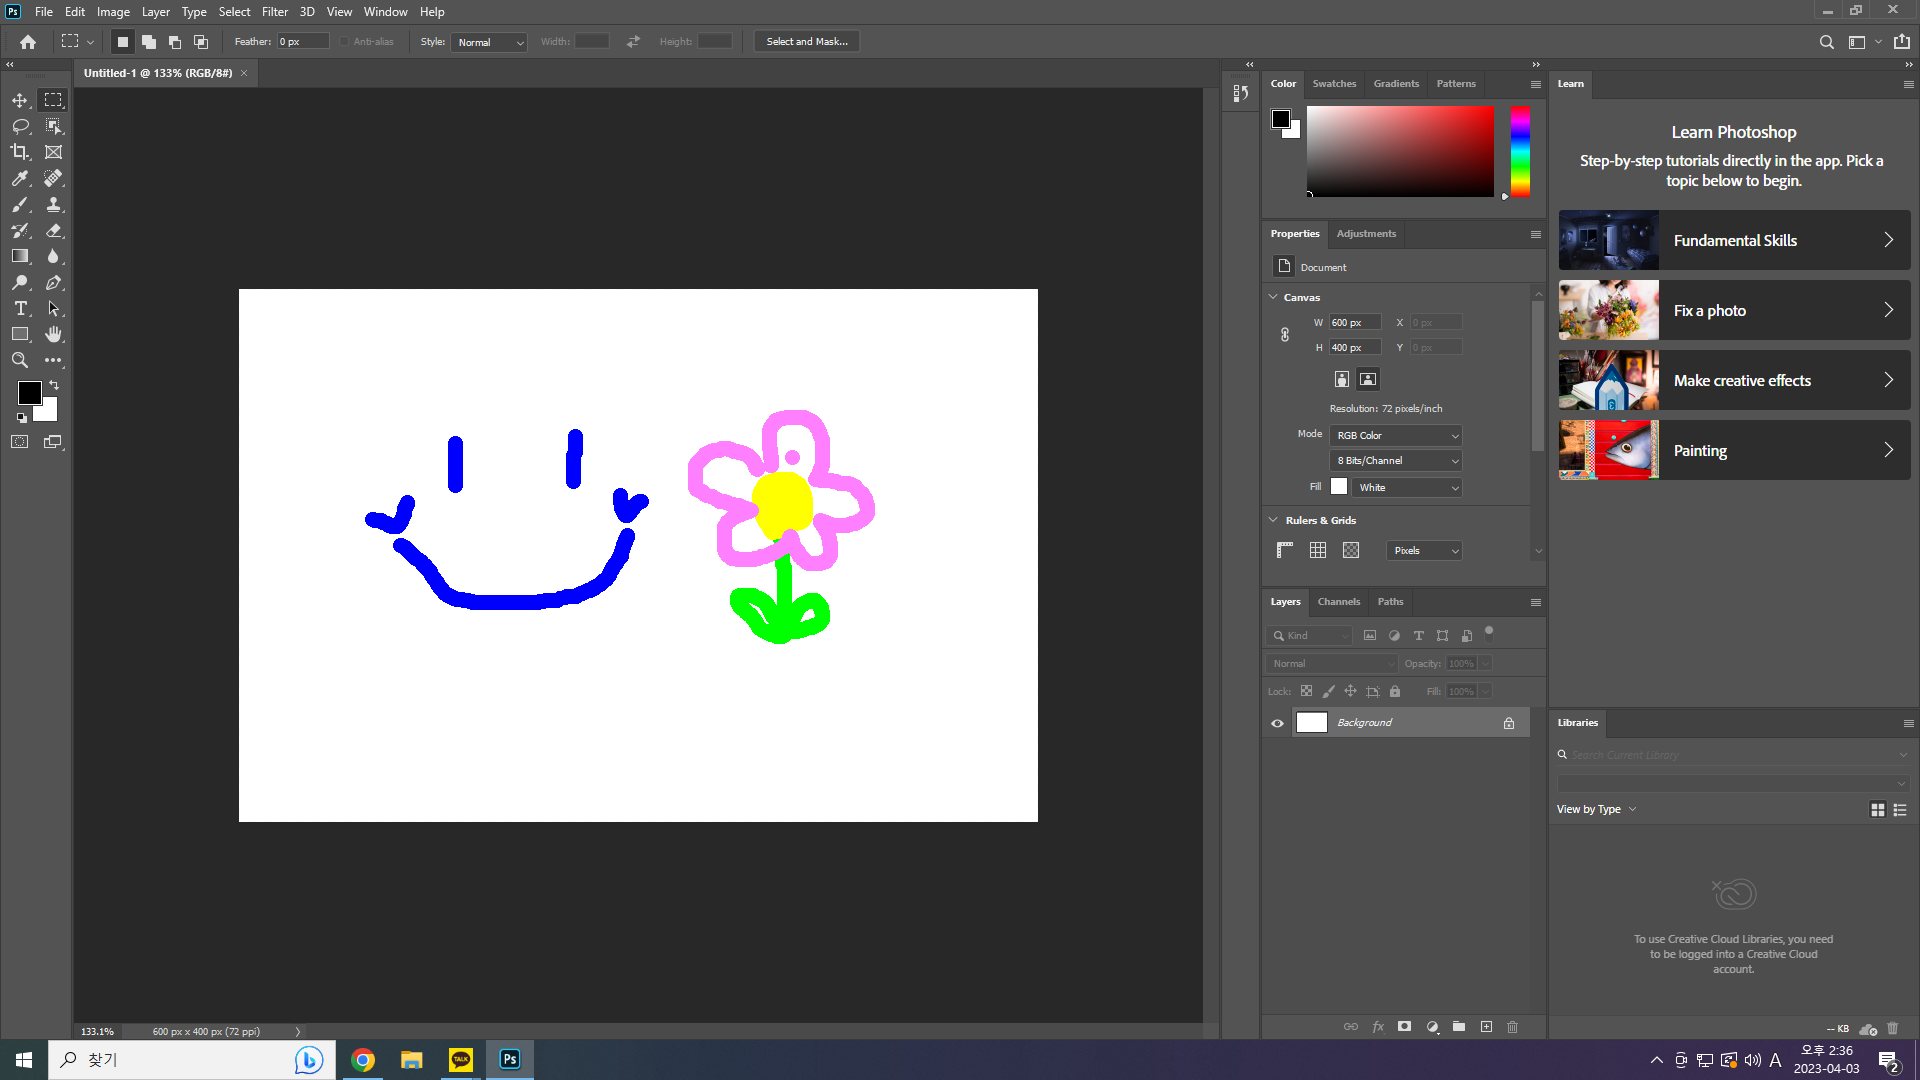 Ps File Edit Image Layer Type Select Filter 3D View Window Help
Feather: 0 px Anti-alias Style: Normal Width: Height: Select and Mask...
Untitled-1 @ 133% (RGB/8#) ×
Color Swatches Gradients Patterns
Properties Adjustments
Document
Canvas
W 600 px X 0 px
H 400 px Y 0 px
Resolution: 72 pixels/inch
Mode RGB Color
8 Bits/Channel
Fill White
Rulers & Grids
Pixels
Layers Channels Paths
Kind
Normal Opacity: 100%
Lock: Fill: 100%
Background
Learn
Learn Photoshop
Step-by-step tutorials directly in the app. Pick a
topic below to begin.
Fundamental Skills
Fix a photo
Make creative effects
Painting
Libraries
Search Current Library
View by Type
To use Creative Cloud Libraries, you need
to be logged into a Creative Cloud
account.
-- KB
133.1% 600 px x 400 px (72 ppi)
찾기
TALK
Ps
A
오후 2:36
2023-04-03
2